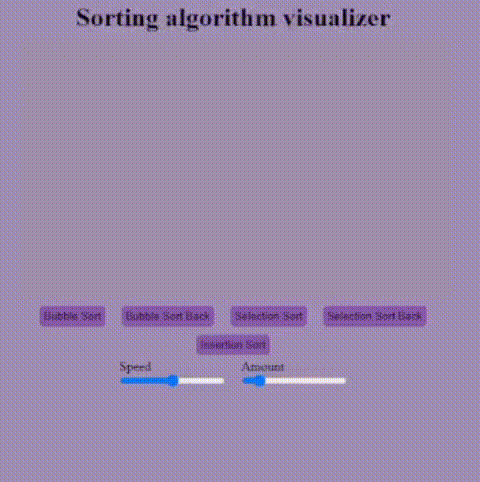 Sorting algorithm visualizer
Bubble Sort Bubble Sort Back Selection Sort Selection Sort Back
Insertion Sort
Speed Amount